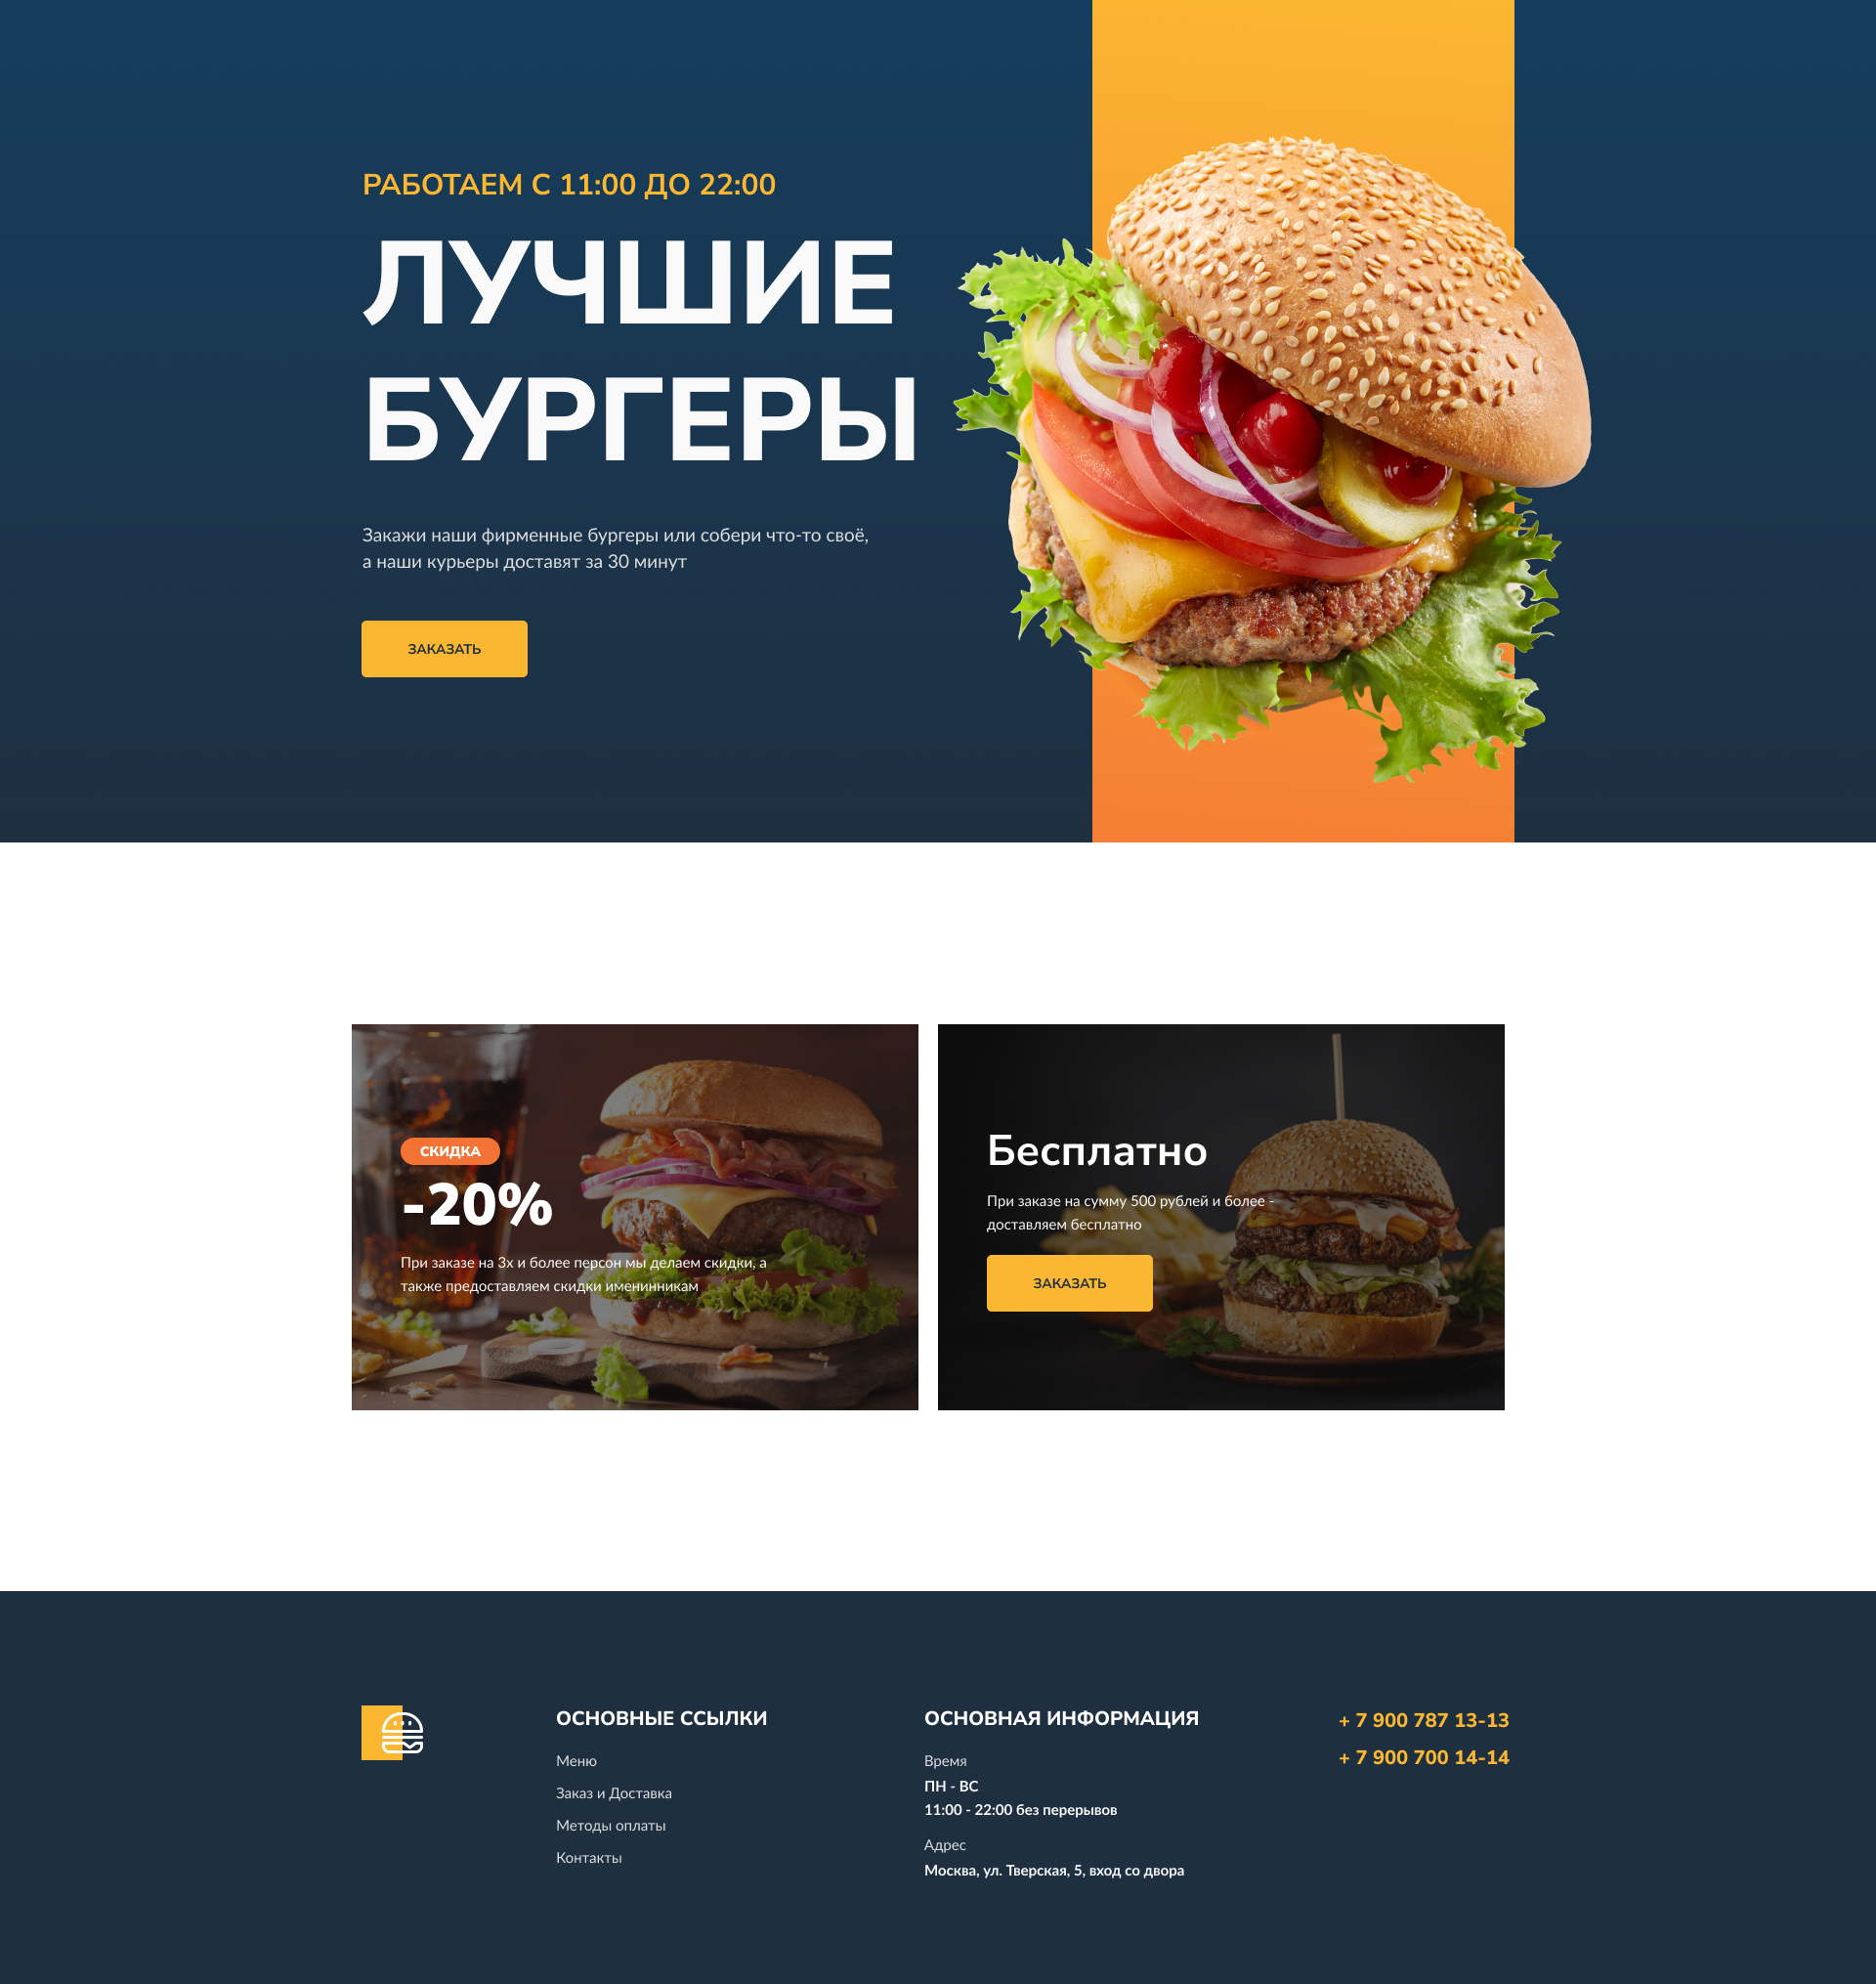 РАБОТАЕМ С 11:00 ДО 22:00
ЛУЧШИЕ
БУРГЕРЫ
Закажи наши фирменные бургеры или собери что-то своё,
а наши курьеры доставят за 30 минут
ЗАКАЗАТЬ
СКИДКА
-20%
При заказе на 3х и более персон мы делаем скидки, а
также предоставляем скидки именинникам
Бесплатно
При заказе на сумму 500 рублей и более -
доставляем бесплатно
ЗАКАЗАТЬ
ОСНОВНЫЕ ССЫЛКИ
Меню
Заказ и Доставка
Методы оплаты
Контакты
ОСНОВНАЯ ИНФОРМАЦИЯ
Время
ПН - ВС
11:00 - 22:00 без перерывов
Адрес
Москва, ул. Тверская, 5, вход со двора
+ 7 900 787 13-13
+ 7 900 700 14-14